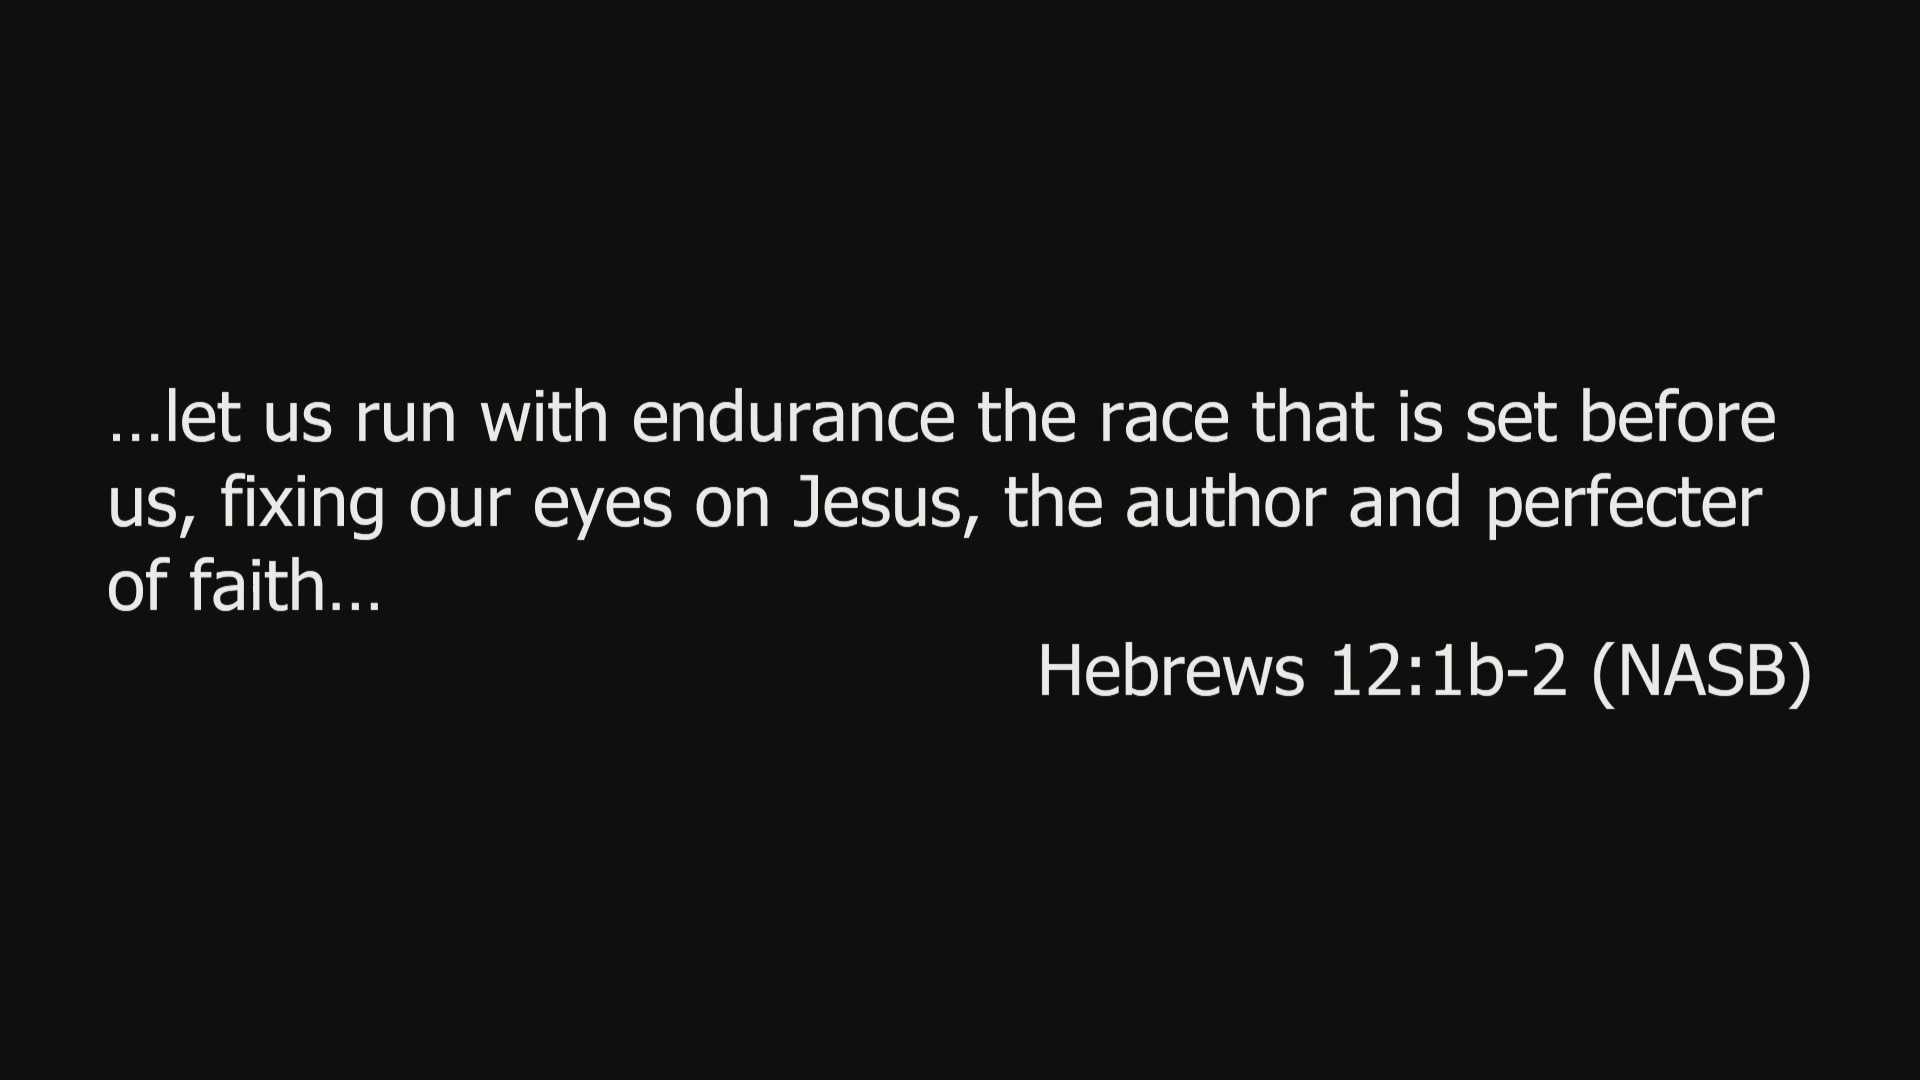 …let us run with endurance the race that is set before
us, fixing our eyes on Jesus, the author and perfecter
of faith…
Hebrews 12:1b-2 (NASB)